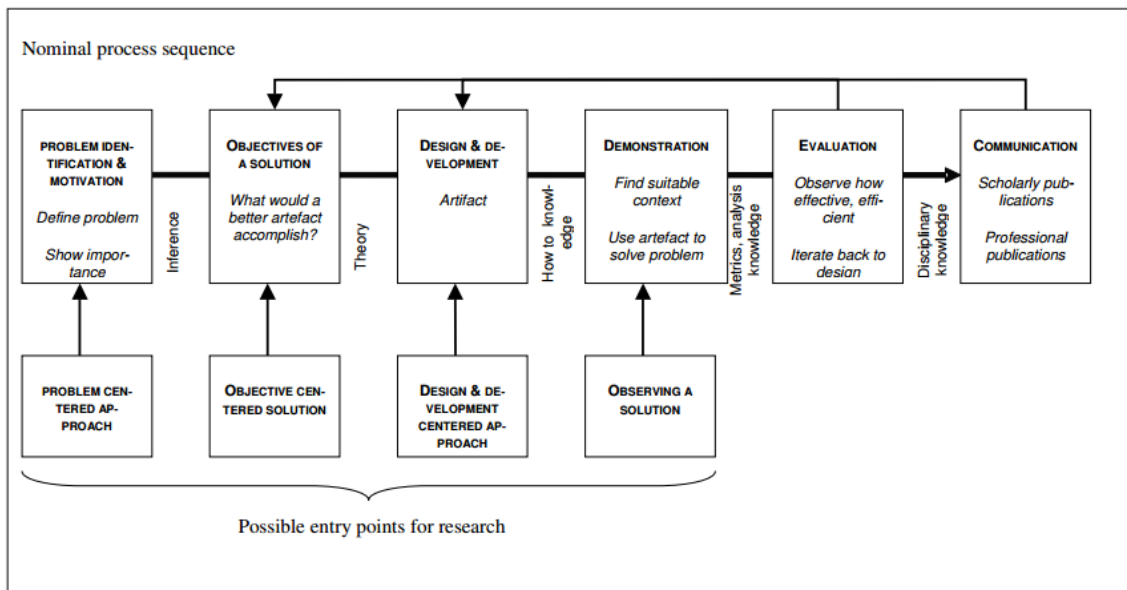 Nominal process sequence
PROBLEM IDEN-
TIFICATION &
MOTIVATION
Define problem
Show impor-
tance
Inference
OBJECTIVES OF
A SOLUTION
What would a
better artefact
accomplish?
Theory
DESIGN & DE-
VELOPMENT
Artifact
How to knowl-
edge
DEMONSTRATION
Find suitable
context
Use artefact to
solve problem
Metrics, analysis
knowledge
EVALUATION
Observe how
effective, effi-
cient
Iterate back to
design
Disciplinary
knowledge
COMMUNICATION
Scholarly pub-
lications
Professional
publications
PROBLEM CEN-
TERED AP-
PROACH
OBJECTIVE CEN-
TERED SOLUTION
DESIGN & DE-
VELOPMENT
CENTERED AP-
PROACH
OBSERVING A
SOLUTION
Possible entry points for research